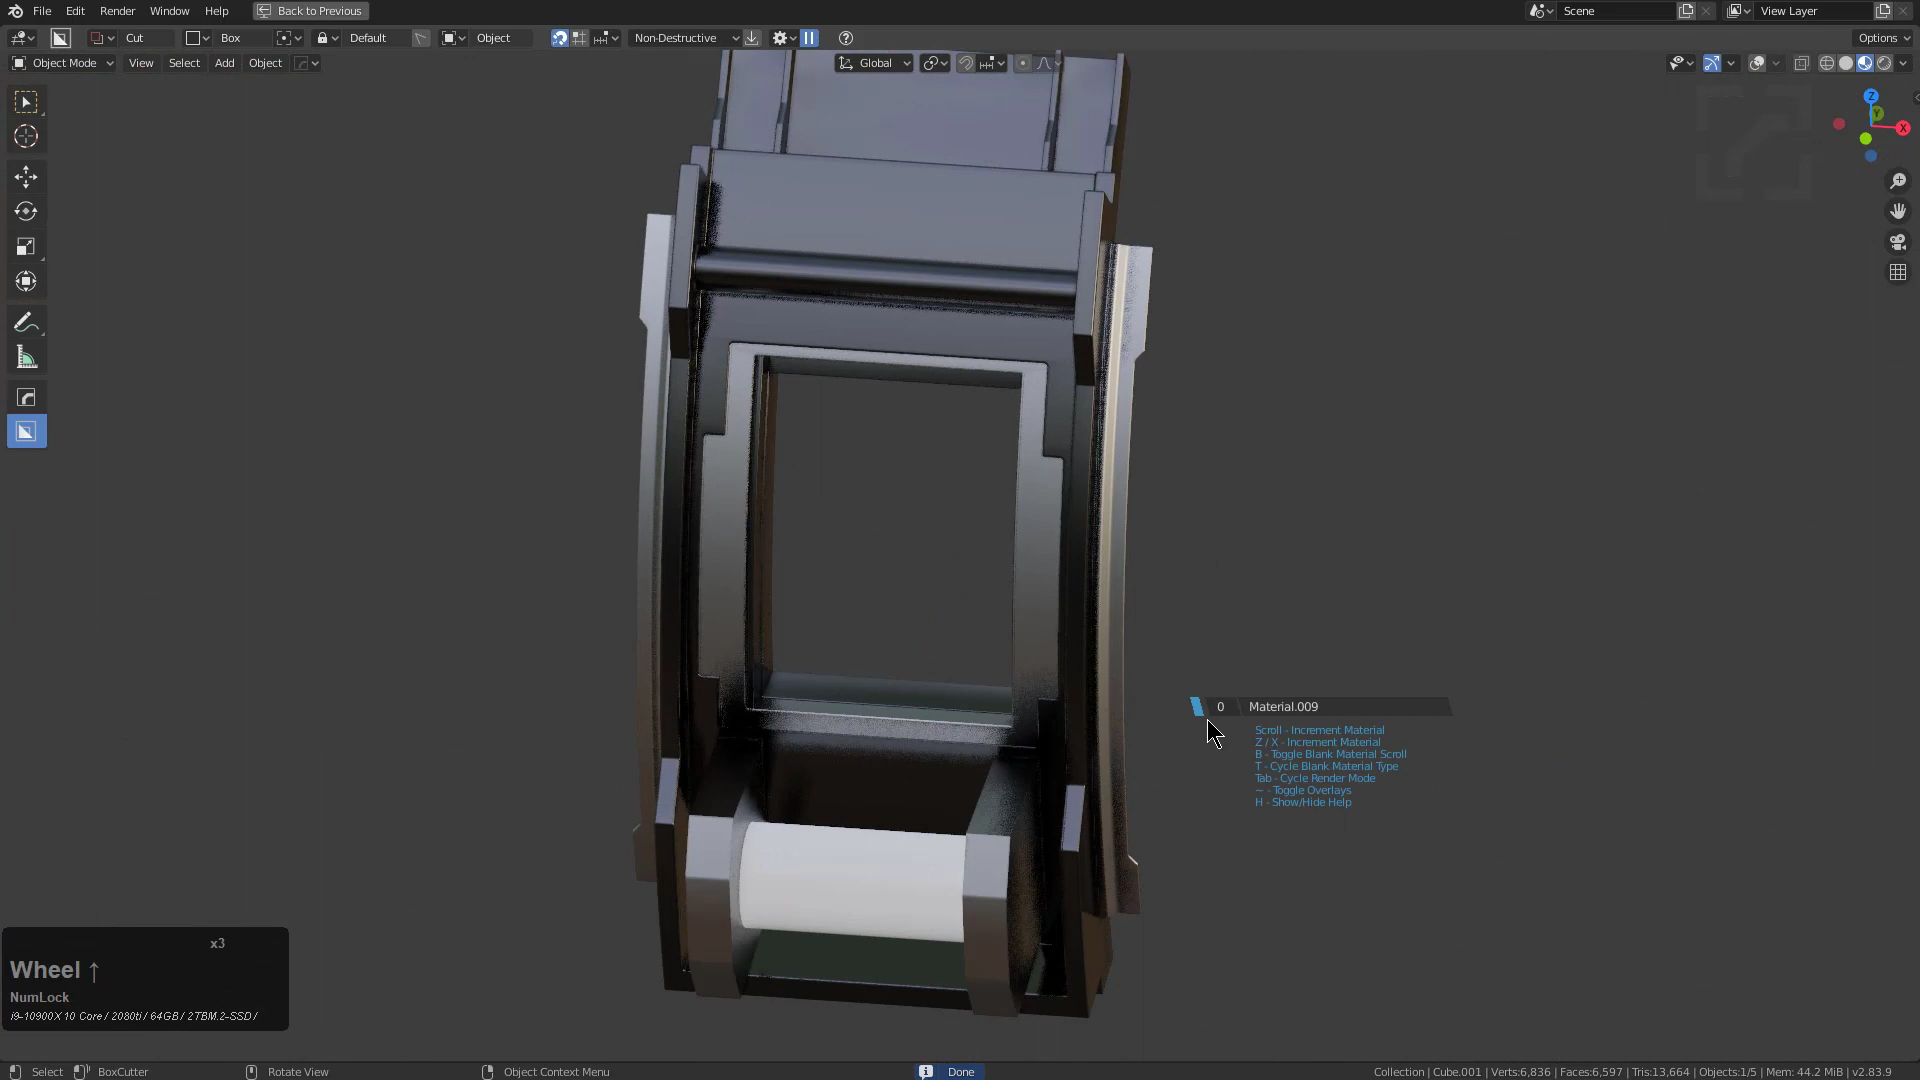 File Edit Render Window Help Back to Previous Scene View Layer
Cut Box Default Object Non-Destructive Options
Object Mode View Select Add Object Global
Z
Y
X
0 Material.009
Scroll - Increment Material
Z / X - Increment Material
B - Toggle Blank Material Scroll
T - Cycle Blank Material Type
Tab - Cycle Render Mode
~ - Toggle Overlays
H - Show/Hide Help
x3
Wheel ↑
NumLock
i9-10900X 10 Core / 2080ti / 64GB / 2TBM.2-SSD /
Select BoxCutter Rotate View Object Context Menu Done Collection | Cube.001 | Verts:6,836 | Faces:6,597 | Tris:13,664 | Objects:1/5 | Mem: 44.2 MiB | v2.83.9